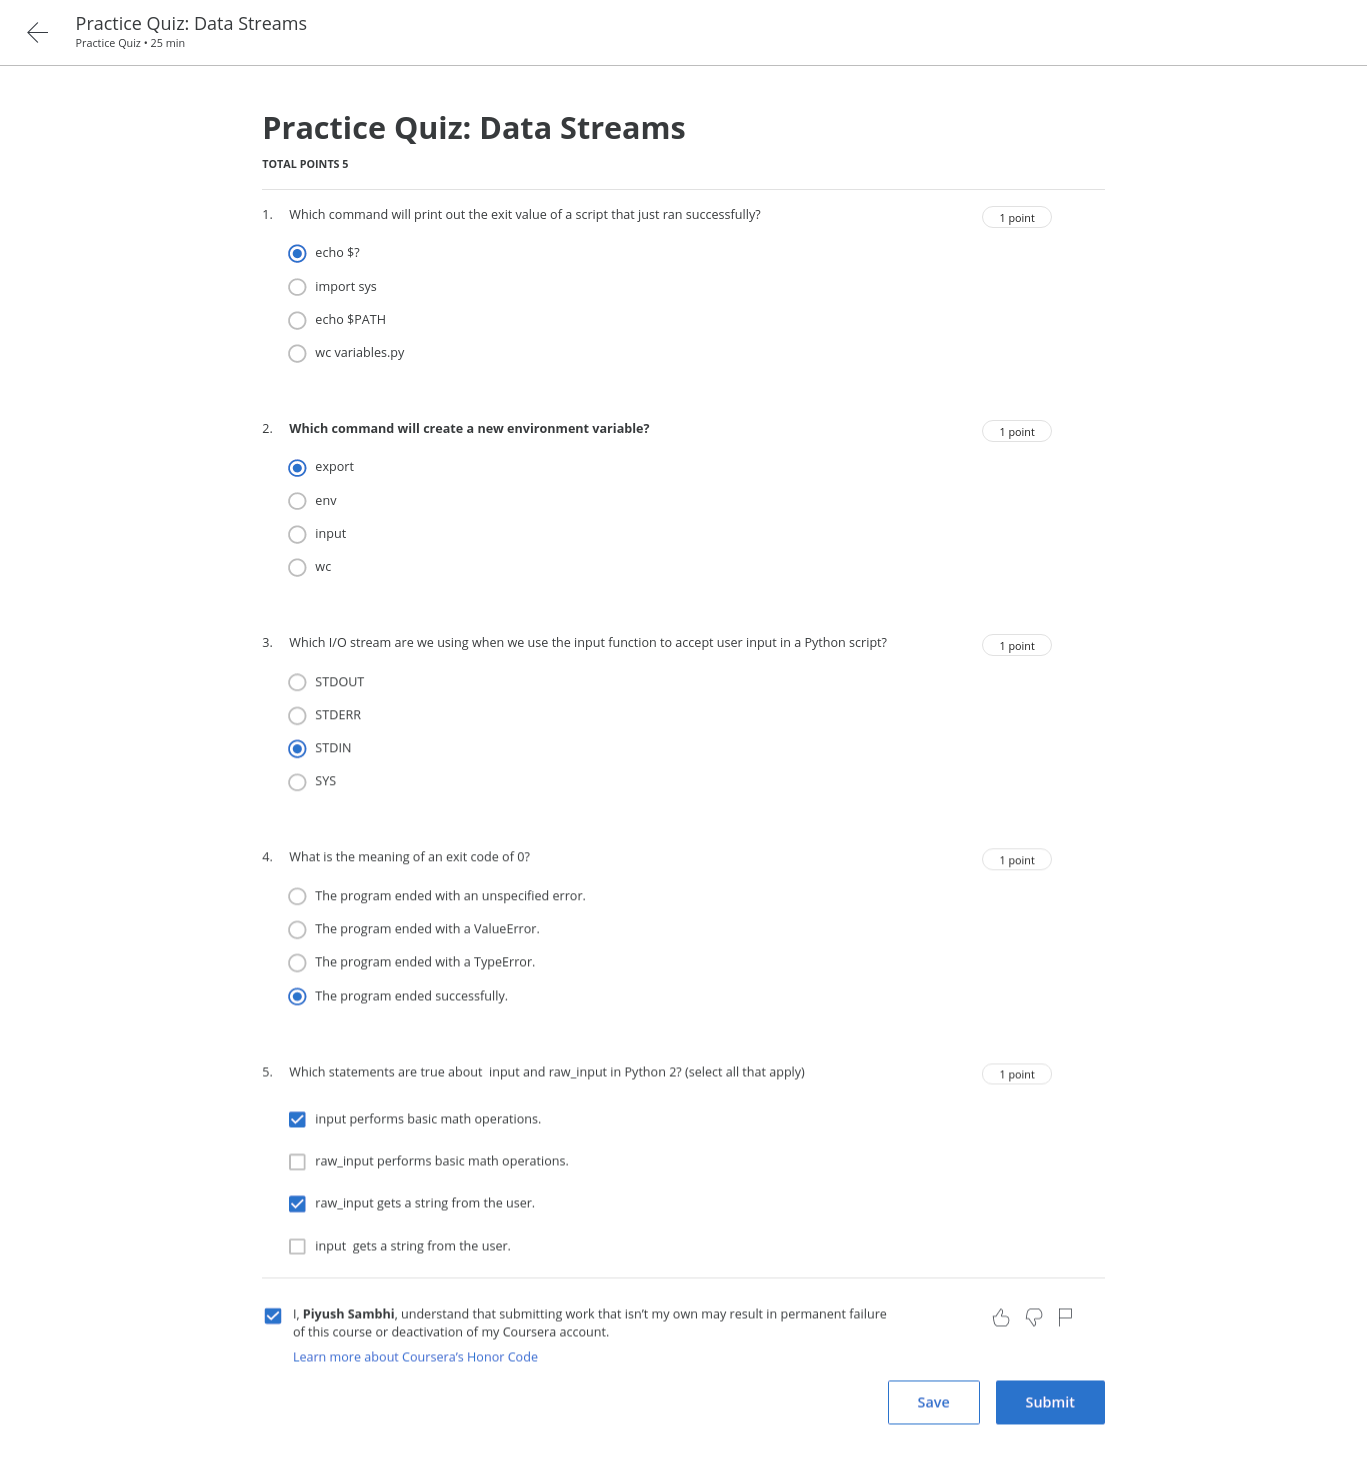 Practice Quiz: Data Streams
Practice Quiz • 25 min
Practice Quiz: Data Streams
TOTAL POINTS 5
1. Which command will print out the exit value of a script that just ran successfully? 1 point
echo $?
import sys
echo $PATH
wc variables.py
2. Which command will create a new environment variable? 1 point
export
env
input
wc
3. Which I/O stream are we using when we use the input function to accept user input in a Python script? 1 point
STDOUT
STDERR
STDIN
SYS
4. What is the meaning of an exit code of 0? 1 point
The program ended with an unspecified error.
The program ended with a ValueError.
The program ended with a TypeError.
The program ended successfully.
5. Which statements are true about  input and raw_input in Python 2? (select all that apply) 1 point
input performs basic math operations.
raw_input performs basic math operations.
raw_input gets a string from the user.
input  gets a string from the user.
I, Piyush Sambhi, understand that submitting work that isn't my own may result in permanent failure
of this course or deactivation of my Coursera account.
Learn more about Coursera's Honor Code
Save Submit